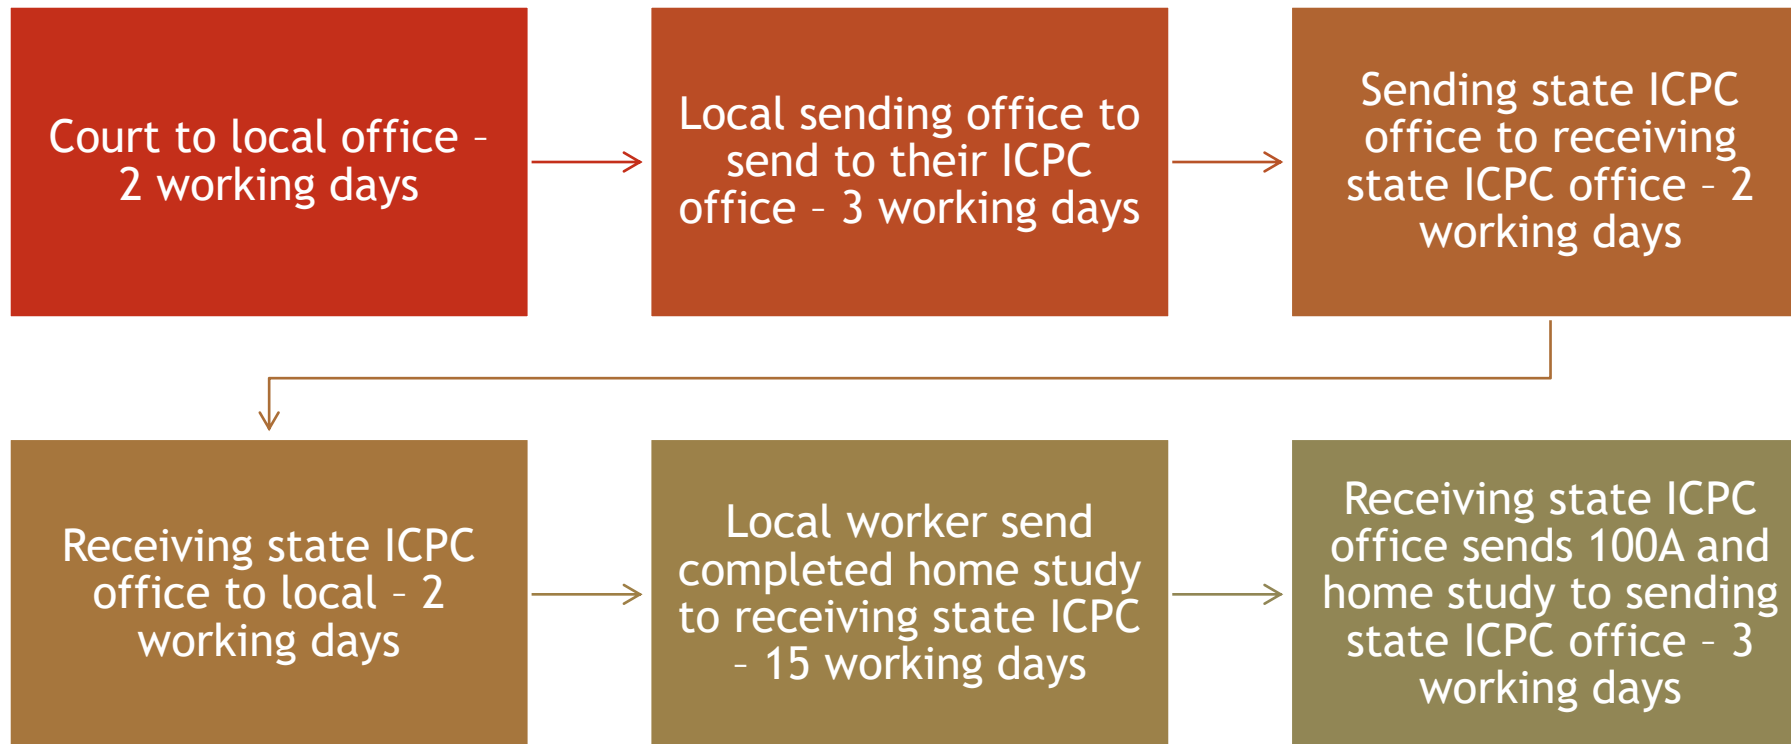 Court to local office –
2 working days
Local sending office to
send to their ICPC
office – 3 working days
Sending state ICPC
office to receiving
state ICPC office – 2
working days
Receiving state ICPC
office to local – 2
working days
Local worker send
completed home study
to receiving state ICPC
– 15 working days
Receiving state ICPC
office sends 100A and
home study to sending
state ICPC office – 3
working days